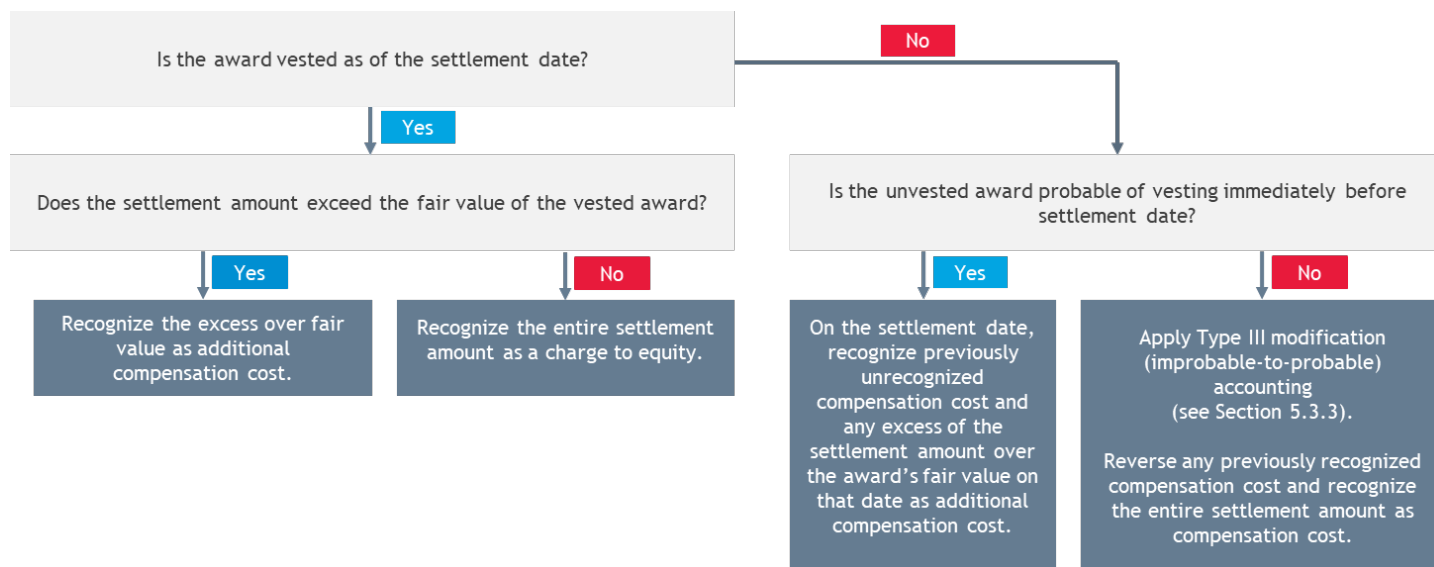 Is the award vested as of the settlement date?
No
Yes
Does the settlement amount exceed the fair value of the vested award?
Is the unvested award probable of vesting immediately before
settlement date?
Yes
No
Yes
No
Recognize the excess over fair
value as additional
compensation cost.
Recognize the entire settlement
amount as a charge to equity.
On the settlement date,
recognize previously
unrecognized
compensation cost and
any excess of the
settlement amount over
the award's fair value on
that date as additional
compensation cost.
Apply Type III modification
(improbable-to-probable)
accounting
(see Section 5.3.3).
Reverse any previously recognized
compensation cost and recognize
the entire settlement amount as
compensation cost.